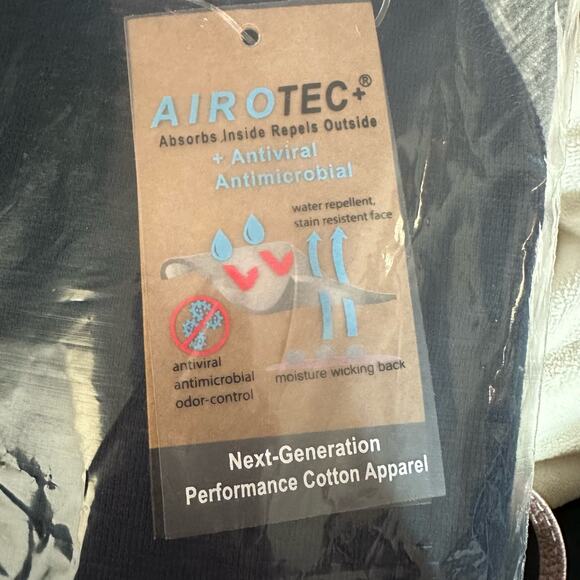 AIROTEC+®
Absorbs Inside Repels Outside
+ Antiviral
Antimicrobial
water repellent,
stain resistent face
antiviral
antimicrobial
odor-control
moisture wicking back
Next-Generation
Performance Cotton Apparel